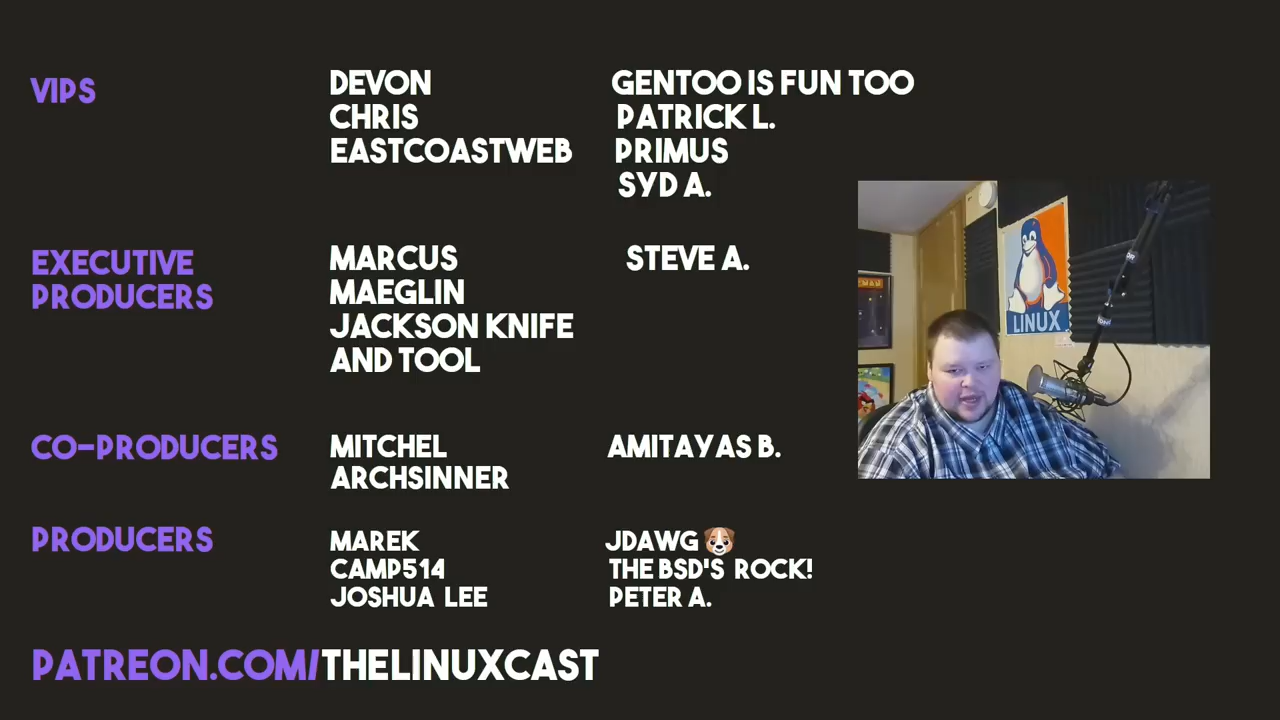 VIPS
DEVON
CHRIS
EASTCOASTWEB
GENTOO IS FUN TOO
PATRICK L.
PRIMUS
SYD A.
EXECUTIVE
PRODUCERS
MARCUS
MAEGLIN
JACKSON KNIFE
AND TOOL
STEVE A.
CO-PRODUCERS
MITCHEL
ARCHSINNER
AMITAYAS B.
PRODUCERS
MAREK
CAMP514
JOSHUA LEE
JDAWG🐶
THE BSD'S ROCK!
PETER A.
PATREON.COM/THELINUXCAST
LINUX